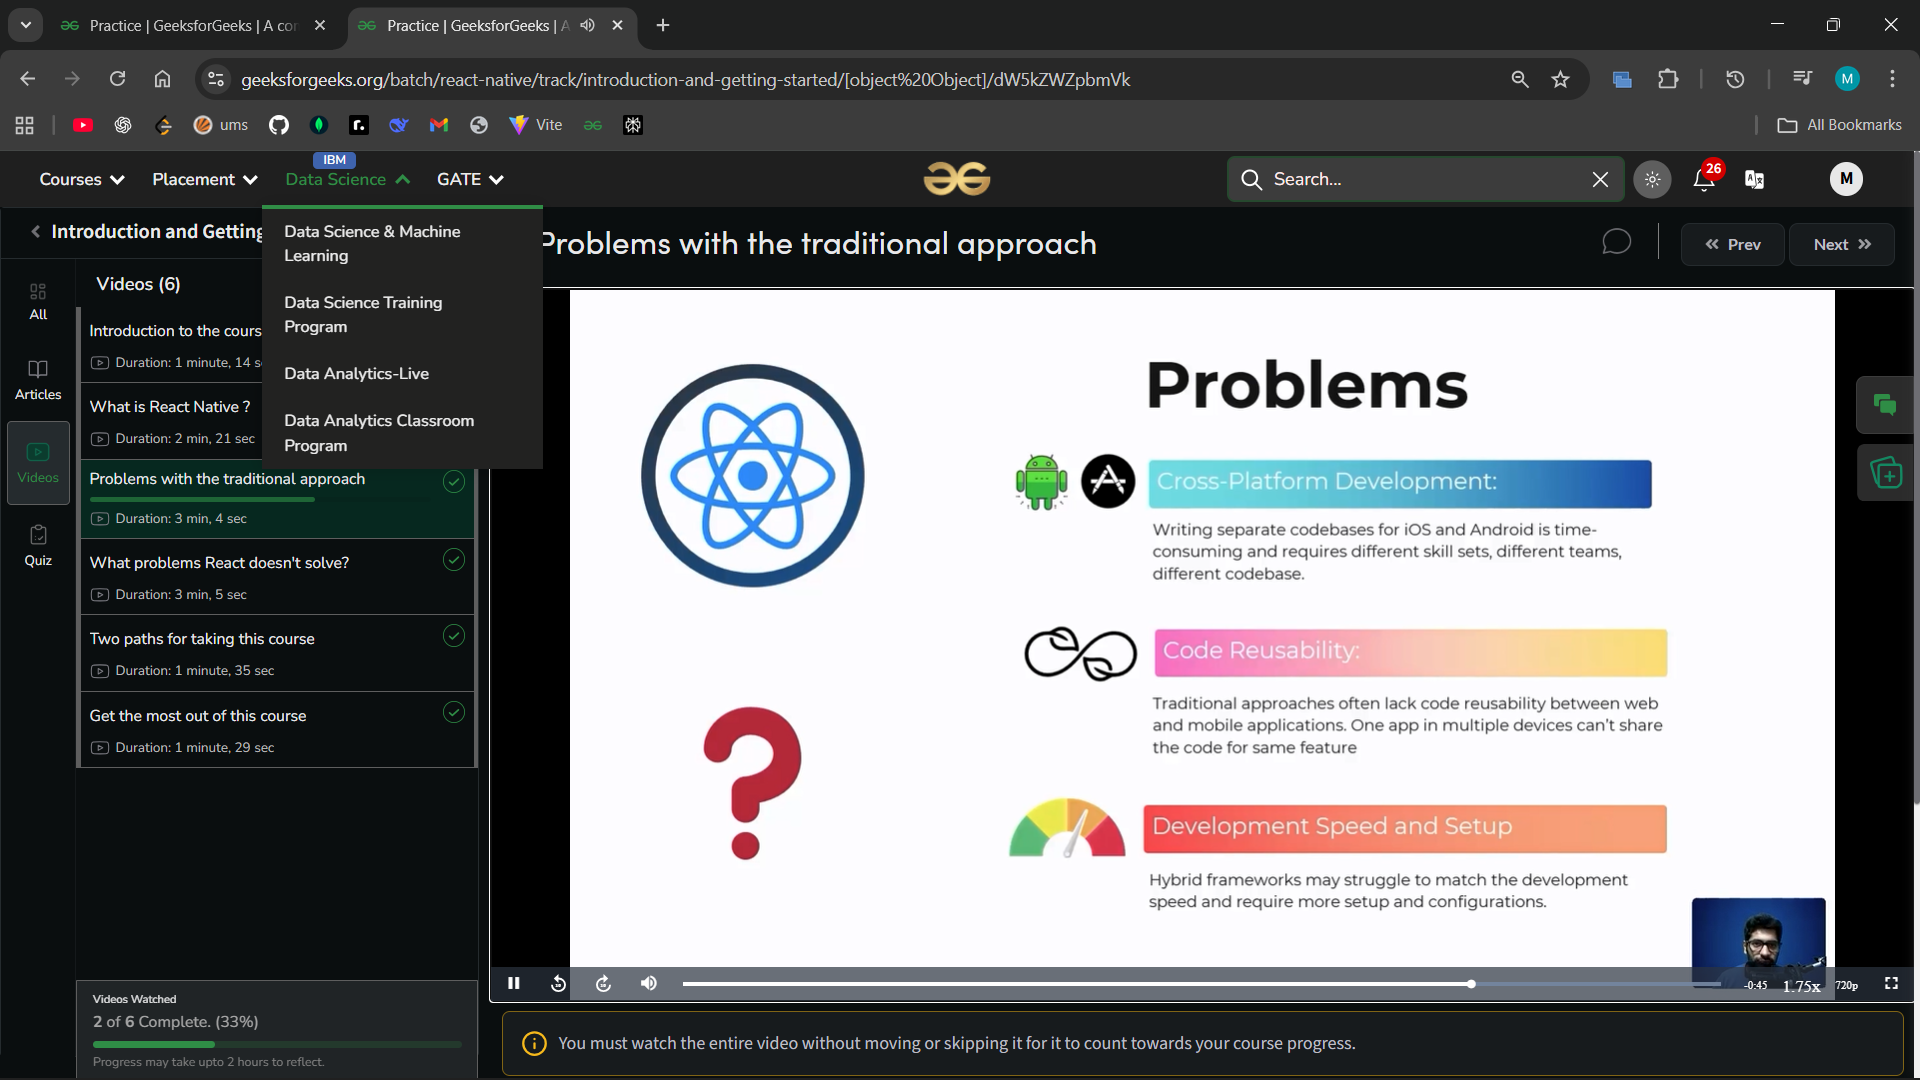 Practice | GeeksforGeeks | A con
Practice | GeeksforGeeks | A
geeksforgeeks.org/batch/react-native/track/introduction-and-getting-started/[object%20Object]/dW5kZWZpbmVk
M
ums
Vite
All Bookmarks
IBM
Courses
Placement
Data Science
GATE
Search...
26
M
Introduction and Getting
Data Science & Machine
Learning
Data Science Training
Program
Data Analytics-Live
Data Analytics Classroom
Program
Problems with the traditional approach
Prev
Next
All
Articles
Videos
Quiz
Videos (6)
Introduction to the cours
Duration: 1 minute, 14 s
What is React Native ?
Duration: 2 min, 21 sec
Problems with the traditional approach
Duration: 3 min, 4 sec
What problems React doesn't solve?
Duration: 3 min, 5 sec
Two paths for taking this course
Duration: 1 minute, 35 sec
Get the most out of this course
Duration: 1 minute, 29 sec
Videos Watched
2 of 6 Complete. (33%)
Progress may take upto 2 hours to reflect.
Problems
Cross-Platform Development:
Writing separate codebases for iOS and Android is time-
consuming and requires different skill sets, different teams,
different codebase.
Code Reusability:
Traditional approaches often lack code reusability between web
and mobile applications. One app in multiple devices can't share
the code for same feature
Development Speed and Setup
Hybrid frameworks may struggle to match the development
speed and require more setup and configurations.
-0:45
1.75x
720p
You must watch the entire video without moving or skipping it for it to count towards your course progress.